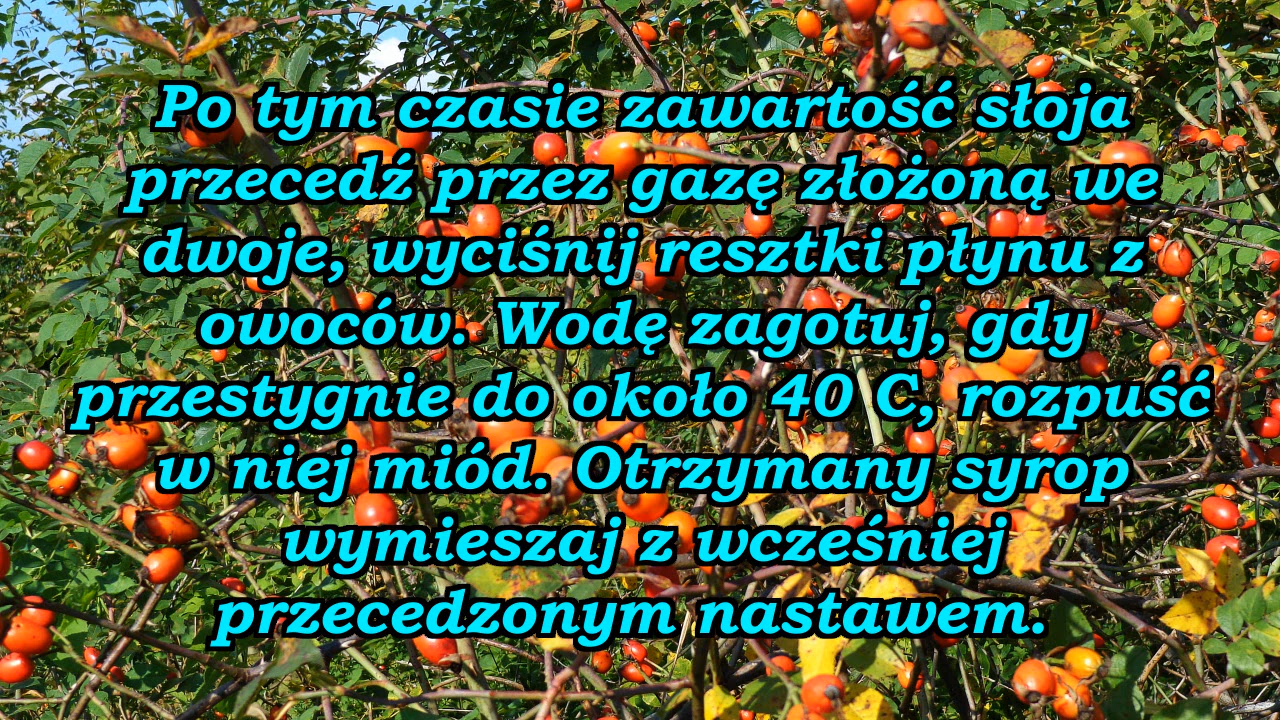 Po tym czasie zawartość słoja
przecedź przez gazę złożoną we
dwoje, wyciśnij resztki płynu z
owoców. Wodę zagotuj, gdy
przestygnie do około 40 C, rozpuść
w niej miód. Otrzymany syrop
wymieszaj z wcześniej
przecedzonym nastawem.